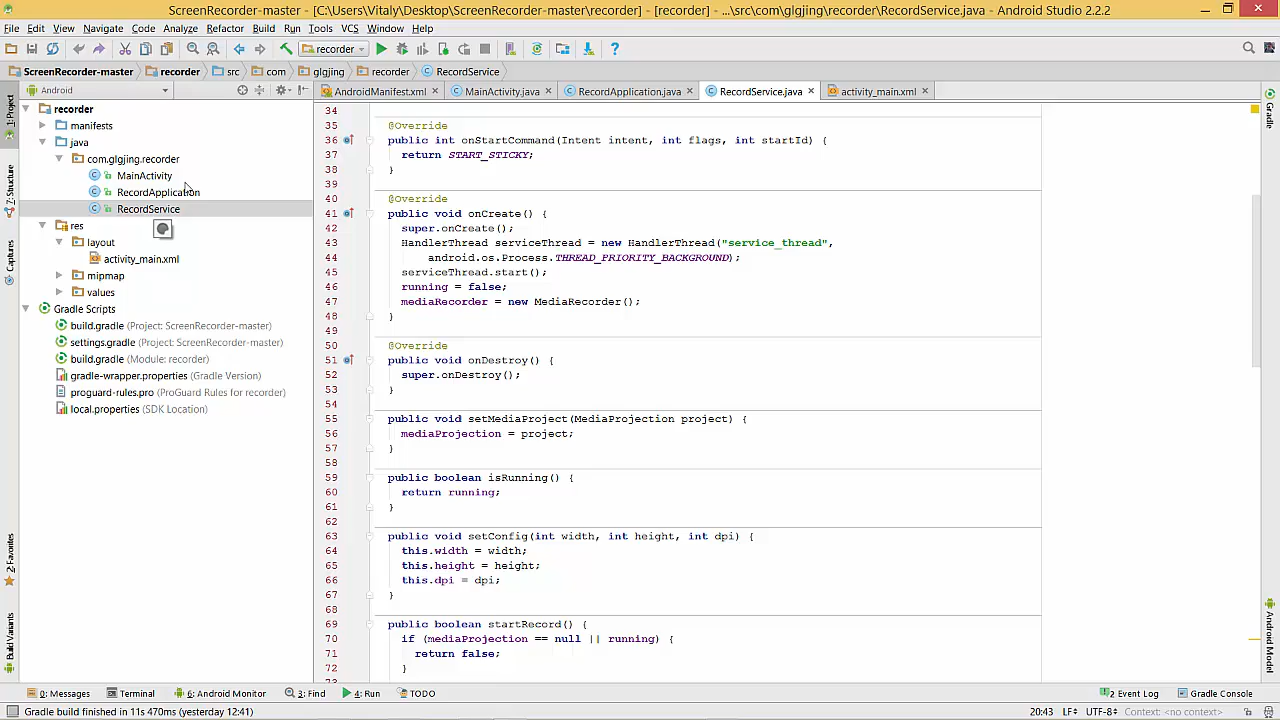 ScreenRecorder-master - [C:\Users\Vitaly\Desktop\ScreenRecorder-master\recorder] - [recorder] - ...\src\com\glgjing\recorder\RecordService.java - Android Studio 2.2.2
File Edit View Navigate Code Analyze Refactor Build Run Tools VCS Window Help
recorder
ScreenRecorder-master recorder src com glgjing recorder RecordService
Android
AndroidManifest.xml MainActivity.java RecordApplication.java RecordService.java activity_main.xml
1: Project
7: Structure
Captures
2: Favorites
Build Variants
recorder
manifests
java
com.glgjing.recorder
MainActivity
RecordApplication
RecordService
res
layout
activity_main.xml
mipmap
values
Gradle Scripts
build.gradle (Project: ScreenRecorder-master)
settings.gradle (Project: ScreenRecorder-master)
build.gradle (Module: recorder)
gradle-wrapper.properties (Gradle Version)
proguard-rules.pro (ProGuard Rules for recorder)
local.properties (SDK Location)
34
35 @Override
36 public int onStartCommand(Intent intent, int flags, int startId) {
37 return START_STICKY;
38 }
39
40 @Override
41 public void onCreate() {
42 super.onCreate();
43 HandlerThread serviceThread = new HandlerThread("service_thread",
44 android.os.Process.THREAD_PRIORITY_BACKGROUND);
45 serviceThread.start();
46 running = false;
47 mediaRecorder = new MediaRecorder();
48 }
49
50 @Override
51 public void onDestroy() {
52 super.onDestroy();
53 }
54
55 public void setMediaProject(MediaProjection project) {
56 mediaProjection = project;
57 }
58
59 public boolean isRunning() {
60 return running;
61 }
62
63 public void setConfig(int width, int height, int dpi) {
64 this.width = width;
65 this.height = height;
66 this.dpi = dpi;
67 }
68
69 public boolean startRecord() {
70 if (mediaProjection == null || running) {
71 return false;
72 }
Gradle
Android Model
0: Messages Terminal 6: Android Monitor 3: Find 4: Run TODO 2 Event Log Gradle Console
Gradle build finished in 11s 470ms (yesterday 12:41) 20:43 LF UTF-8 Context: <no context>